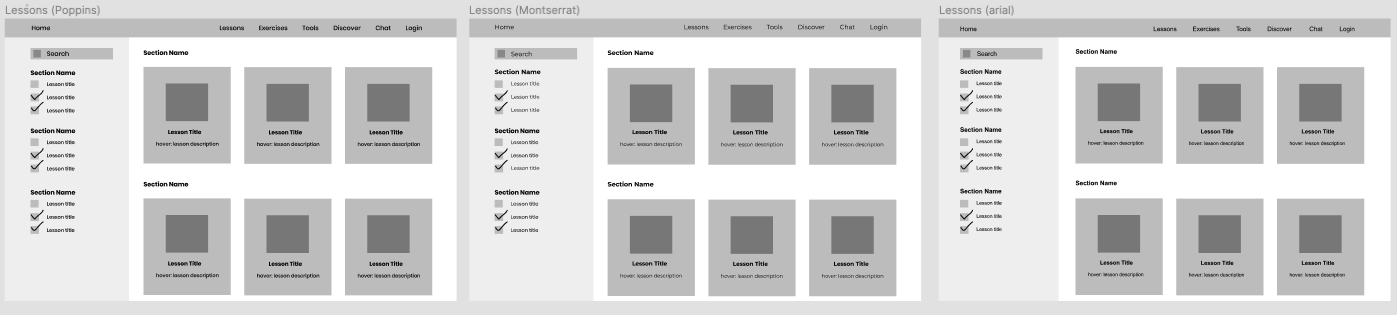 Lessons (Poppins)
Home Lessons Exercises Tools Discover Chat Login
Search
Section Name
Lesson title
Lesson title
Lesson title
Section Name
Lesson title
Lesson title
Lesson title
Section Name
Lesson title
Lesson title
Lesson title
Section Name
Lesson Title Lesson Title Lesson Title
hover: lesson description hover: lesson description hover: lesson description
Section Name
Lesson Title Lesson Title Lesson Title
hover: lesson description hover: lesson description hover: lesson description
Lessons (Montserrat)
Home Lessons Exercises Tools Discover Chat Login
Search
Section Name
Lesson title
Lesson title
Lesson title
Section Name
Lesson title
Lesson title
Lesson title
Section Name
Lesson title
Lesson title
Lesson title
Section Name
Lesson Title Lesson Title Lesson Title
hover: lesson description hover: lesson description hover: lesson description
Section Name
Lesson Title Lesson Title Lesson Title
hover: lesson description hover: lesson description hover: lesson description
Lessons (arial)
Home Lessons Exercises Tools Discover Chat Login
Search
Section Name
Lesson title
Lesson title
Lesson title
Section Name
Lesson title
Lesson title
Lesson title
Section Name
Lesson title
Lesson title
Lesson title
Section Name
Lesson Title Lesson Title Lesson Title
hover: lesson description hover: lesson description hover: lesson description
Section Name
Lesson Title Lesson Title Lesson Title
hover: lesson description hover: lesson description hover: lesson description